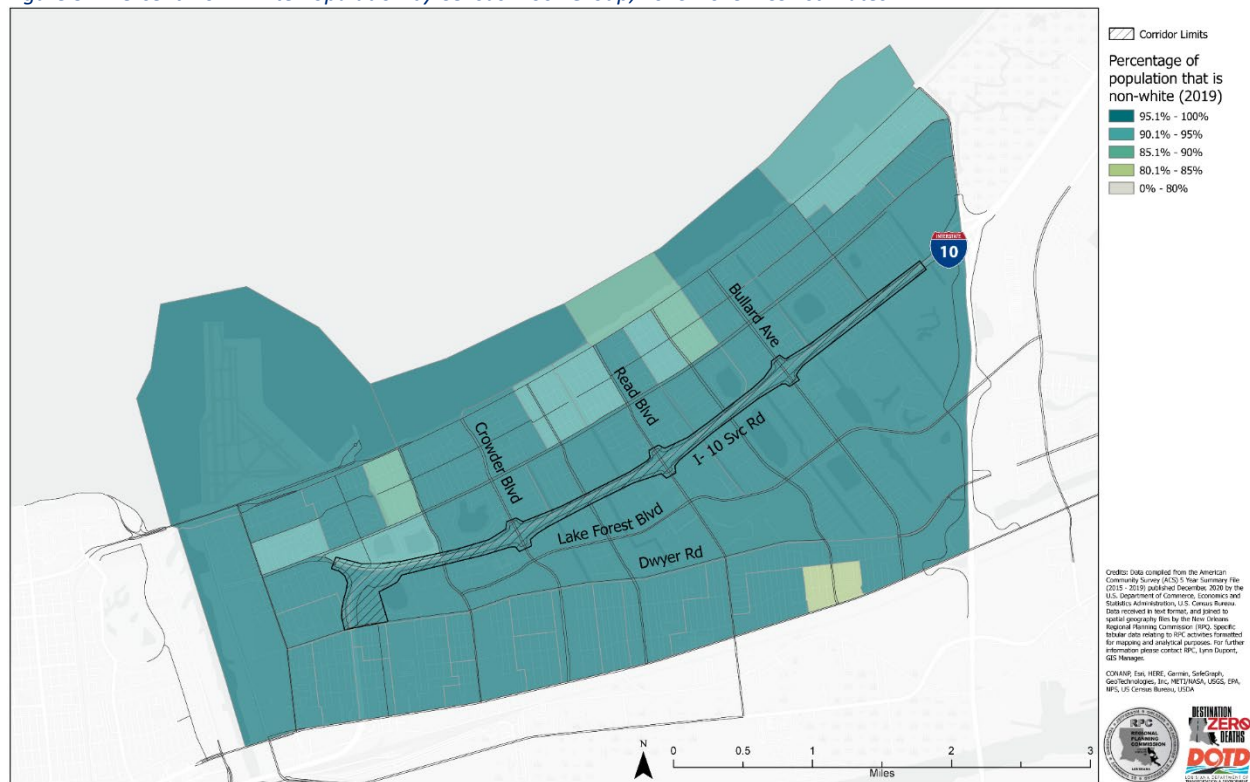 Corridor Limits
Percentage of
population that is
non-white (2019)
95.1% - 100%
90.1% - 95%
85.1% - 90%
80.1% - 85%
0% - 80%
INTERSTATE
10
Bullard Ave
Read Blvd
Crowder Blvd
I- 10 Svc Rd
Lake Forest Blvd
Dwyer Rd
Credits: Data compiled from the American
Community Survey (ACS) 5 Year Summary File
(2015 - 2019) published December, 2020 by the
U.S. Department of Commerce, Economics and
Statistics Administration, U.S. Census Bureau.
Data received in text format, and joined to
spatial geography files by the New Orleans
Regional Planning Commission (RPC). Specific
tabular data relating to RPC activities formatted
for mapping and analytical purposes. For further
information please contact RPC, Lynn Dupont,
GIS Manager.
CONANP, Esri, HERE, Garmin, SafeGraph,
GeoTechnologies, Inc, METI/NASA, USGS, EPA,
NPS, US Census Bureau, USDA
N
0 0.5 1 2 3
Miles
RPC
REGIONAL
PLANNING
COMMISSION
DESTINATION
ZERO
DEATHS
DOTD